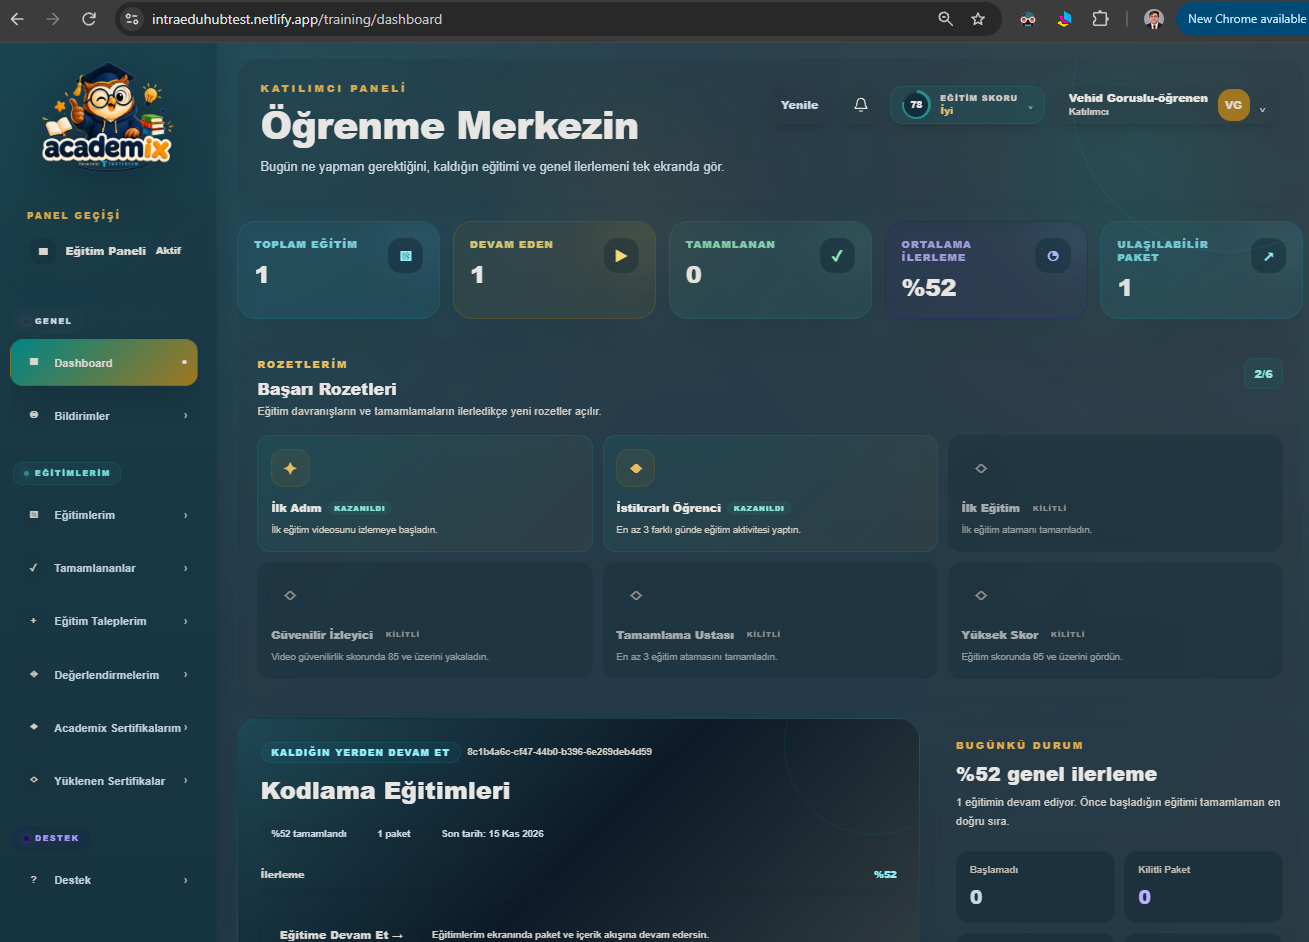 intraeduhubtest.netlify.app/training/dashboard
New Chrome available
academix
PANEL GEÇİŞİ
Eğitim Paneli Aktif
GENEL
Dashboard
Bildirimler
EĞİTİMLERİM
Eğitimlerim
Tamamlananlar
Eğitim Taleplerim
Değerlendirmelerim
Academix Sertifikalarım
Yüklenen Sertifikalar
DESTEK
? Destek
KATILIMCI PANELİ
Öğrenme Merkezin
Bugün ne yapman gerektiğini, kaldığın eğitimi ve genel ilerlemeni tek ekranda gör.
Yenile
78
EĞİTİM SKORU
İyi
Vehid Goruslu-öğrenen
Katılımcı
VG
TOPLAM EĞİTİM
1
DEVAM EDEN
1
TAMAMLANAN
0
ORTALAMA
İLERLEME
%52
ULAŞILABİLİR
PAKET
1
ROZETLERİM
Başarı Rozetleri
Eğitim davranışların ve tamamlamaların ilerledikçe yeni rozetler açılır.
2/6
İlk Adım KAZANILDI
İlk eğitim videosunu izlemeye başladın.
İstikrarlı Öğrenci KAZANILDI
En az 3 farklı günde eğitim aktivitesi yaptın.
İlk Eğitim KİLİTLİ
İlk eğitim atamanı tamamladın.
Güvenilir İzleyici KİLİTLİ
Video güvenilirlik skorunda 85 ve üzerini yakaladın.
Tamamlama Ustası KİLİTLİ
En az 3 eğitim atamasını tamamladın.
Yüksek Skor KİLİTLİ
Eğitim skorunda 95 ve üzerini gördün.
KALDIĞIN YERDEN DEVAM ET 8c1b4a6c-cf47-44b0-b396-6e269deb4d59
Kodlama Eğitimleri
%52 tamamlandı 1 paket Son tarih: 15 Kas 2026
İlerleme %52
Eğitime Devam Et → Eğitimlerim ekranında paket ve içerik akışına devam edersin.
BUGÜNKÜ DURUM
%52 genel ilerleme
1 eğitimin devam ediyor. Önce başladığın eğitimi tamamlaman en
doğru sıra.
Başlamadı
0
Kilitli Paket
0